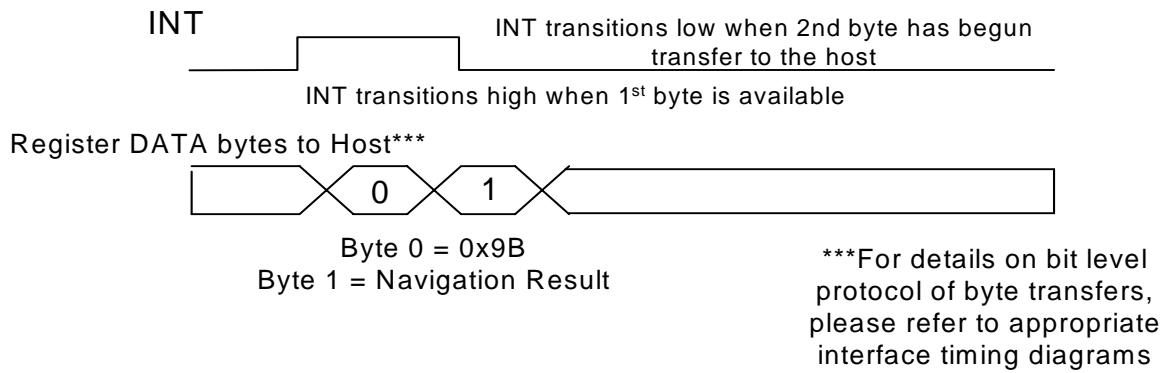 INT
INT transitions low when 2nd byte has begun
transfer to the host
INT transitions high when 1st byte is available
Register DATA bytes to Host***
0
1
Byte 0 = 0x9B
Byte 1 = Navigation Result
***For details on bit level
protocol of byte transfers,
please refer to appropriate
interface timing diagrams